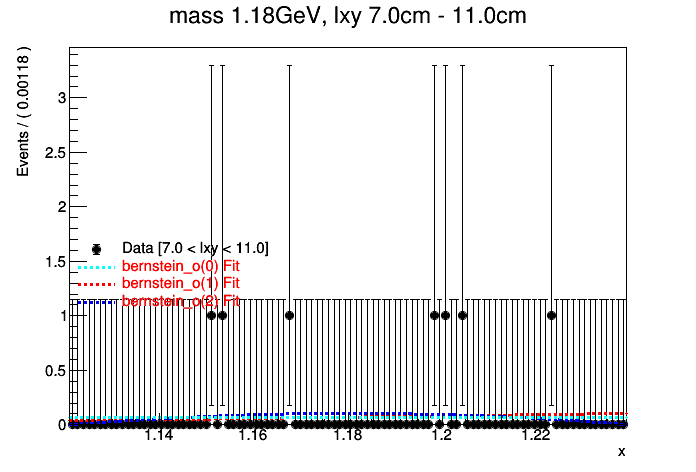 mass 1.18GeV, lxy 7.0cm - 11.0cm
Events / ( 0.00118 )
3
2.5
2
Data [7.0 < lxy < 11.0]
1.5
bernstein_o(0) Fit
bernstein_o(1) Fit
bernstein_o(2) Fit
1
0.5
0
1.14 1.16 1.18 1.2 1.22
x